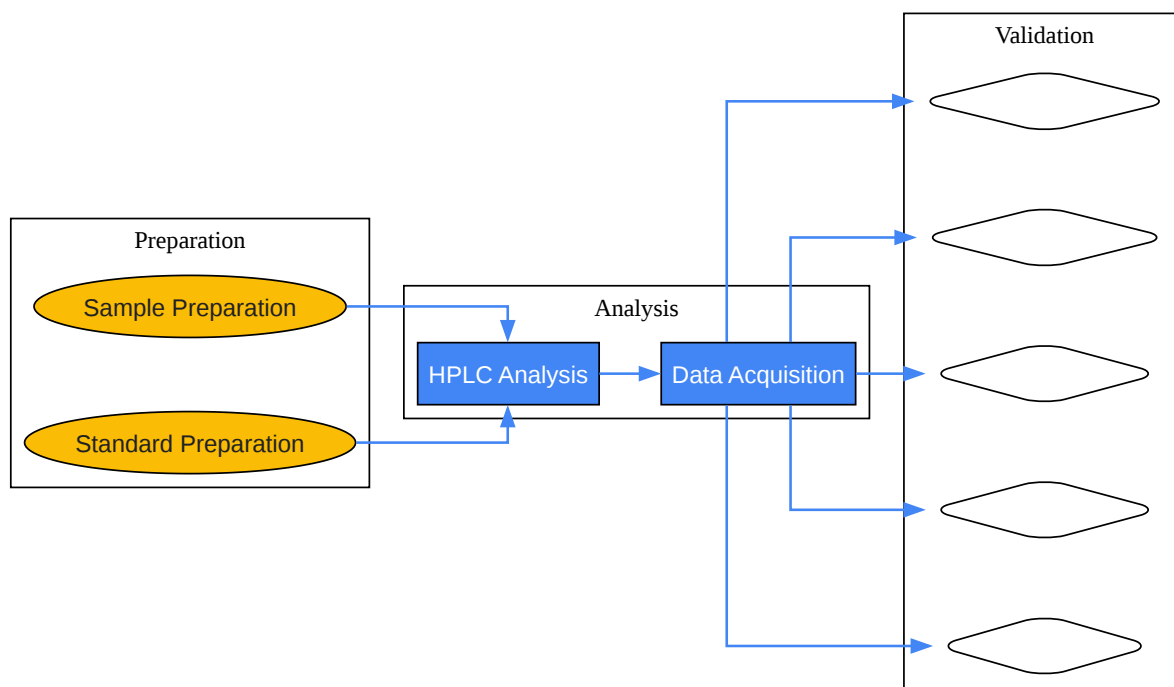 Preparation
Sample Preparation
Standard Preparation
Analysis
HPLC Analysis
Data Acquisition
Validation